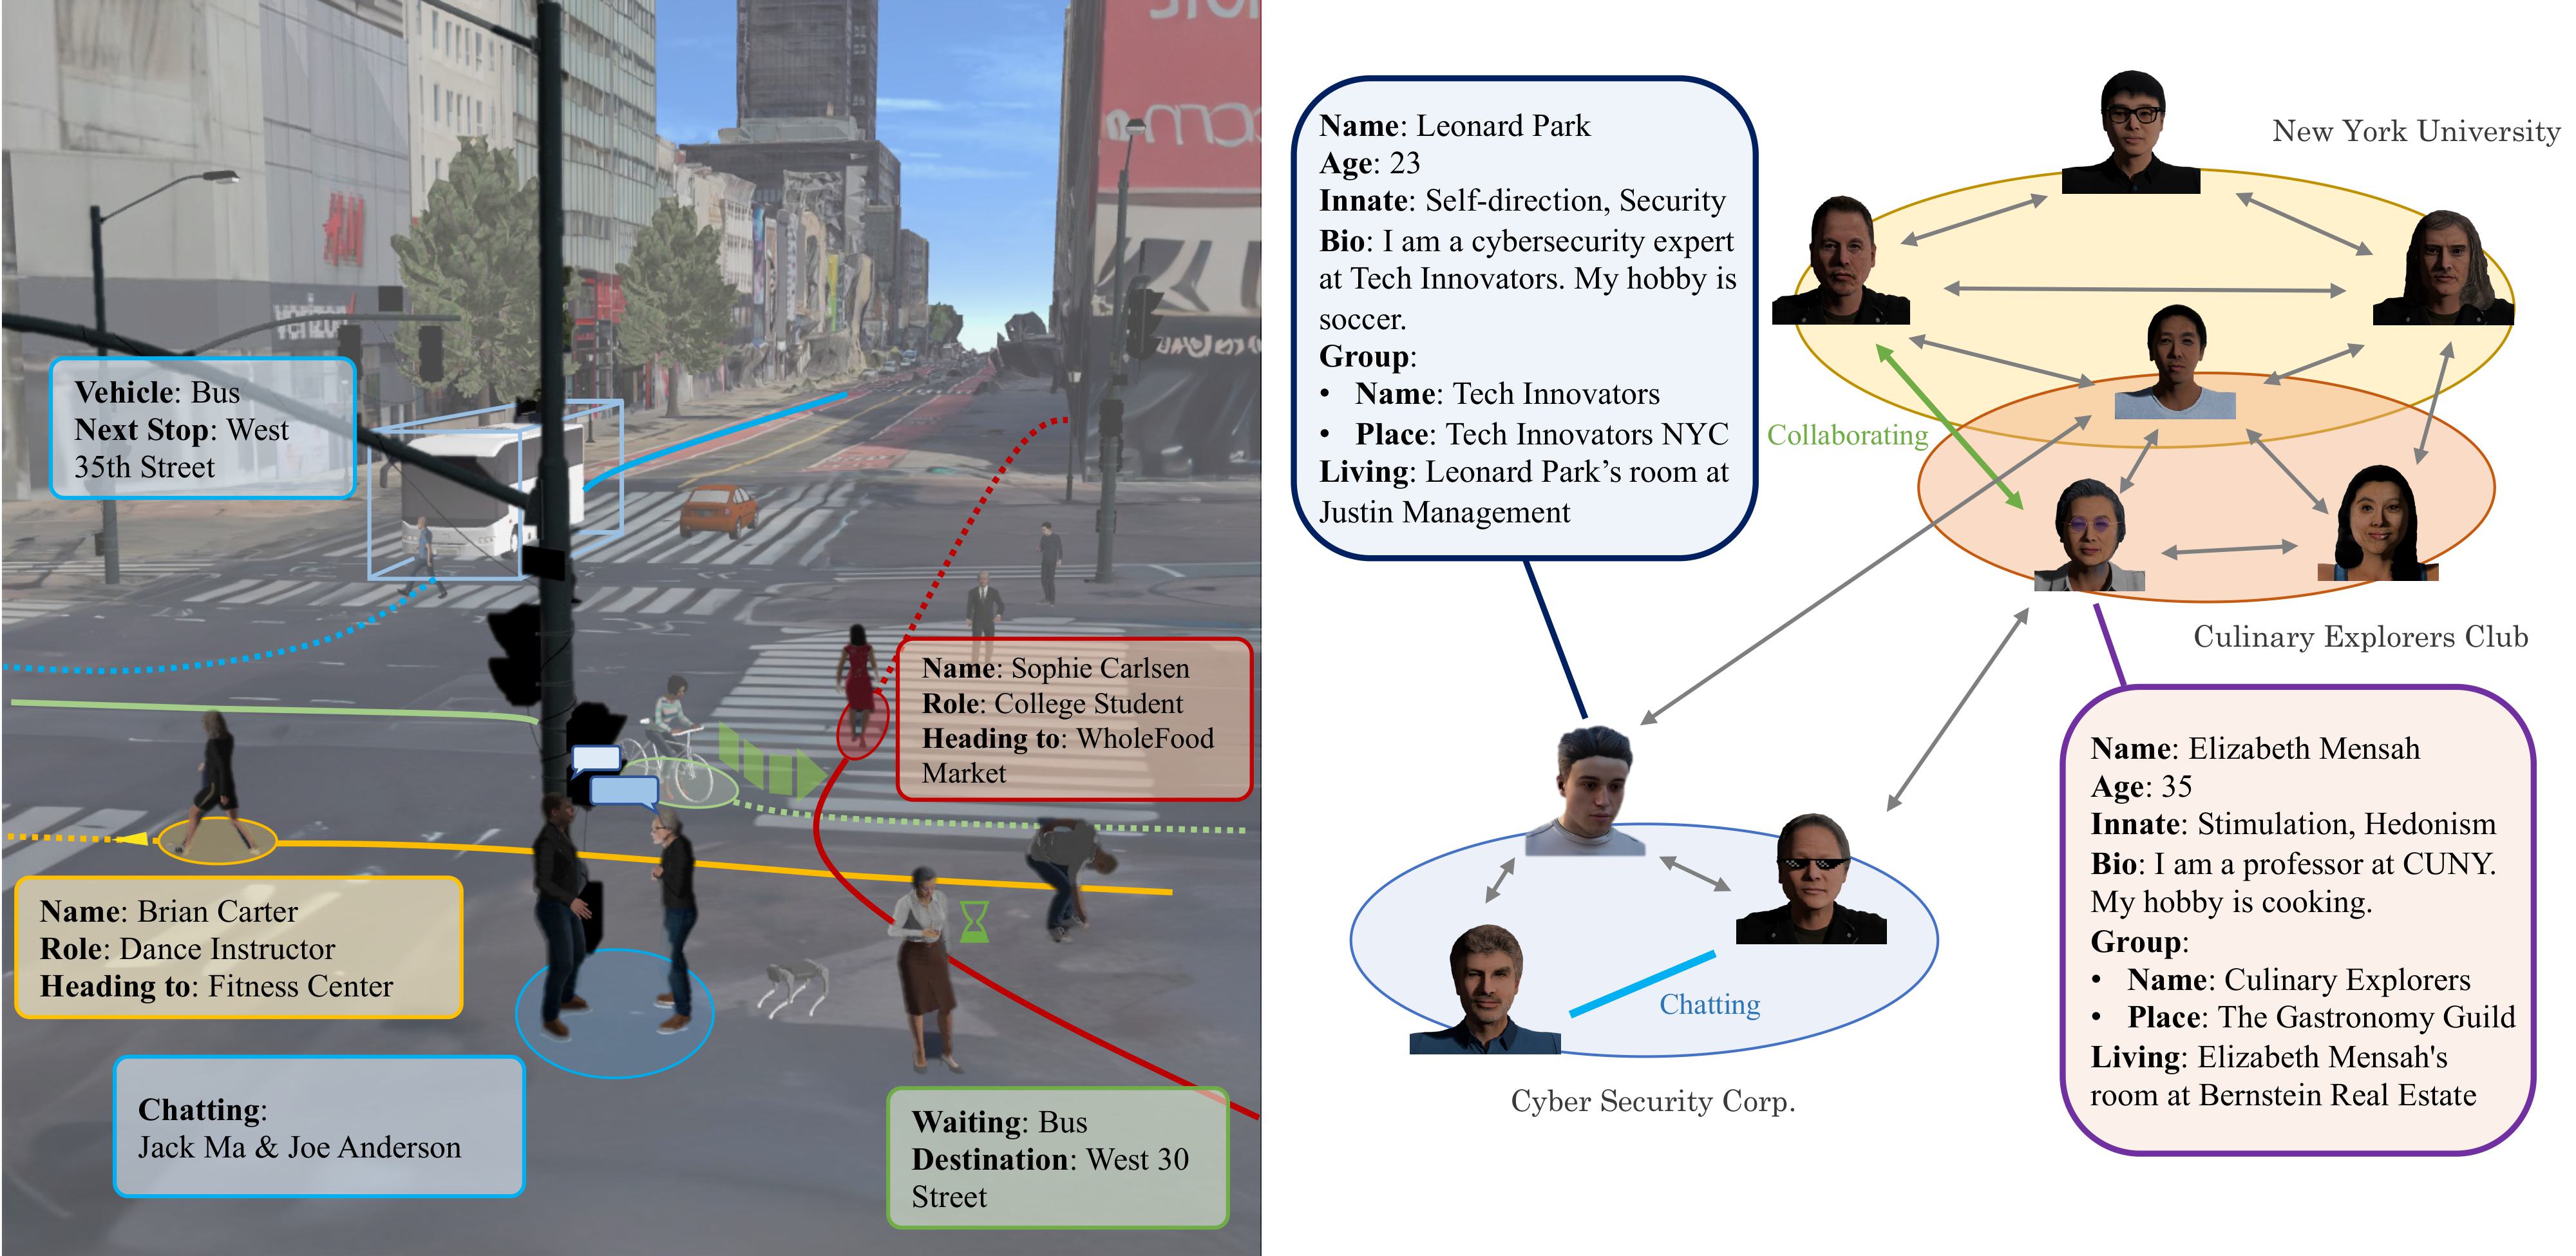 Vehicle: Bus
Next Stop: West
35th Street
Name: Sophie Carlsen
Role: College Student
Heading to: WholeFood
Market
Name: Brian Carter
Role: Dance Instructor
Heading to: Fitness Center
Chatting:
Jack Ma & Joe Anderson
Waiting: Bus
Destination: West 30
Street
Name: Leonard Park
Age: 23
Innate: Self-direction, Security
Bio: I am a cybersecurity expert
at Tech Innovators. My hobby is
soccer.
Group:
• Name: Tech Innovators
• Place: Tech Innovators NYC
Living: Leonard Park’s room at
Justin Management
New York University
Collaborating
Culinary Explorers Club
Chatting
Cyber Security Corp.
Name: Elizabeth Mensah
Age: 35
Innate: Stimulation, Hedonism
Bio: I am a professor at CUNY.
My hobby is cooking.
Group:
• Name: Culinary Explorers
• Place: The Gastronomy Guild
Living: Elizabeth Mensah's
room at Bernstein Real Estate